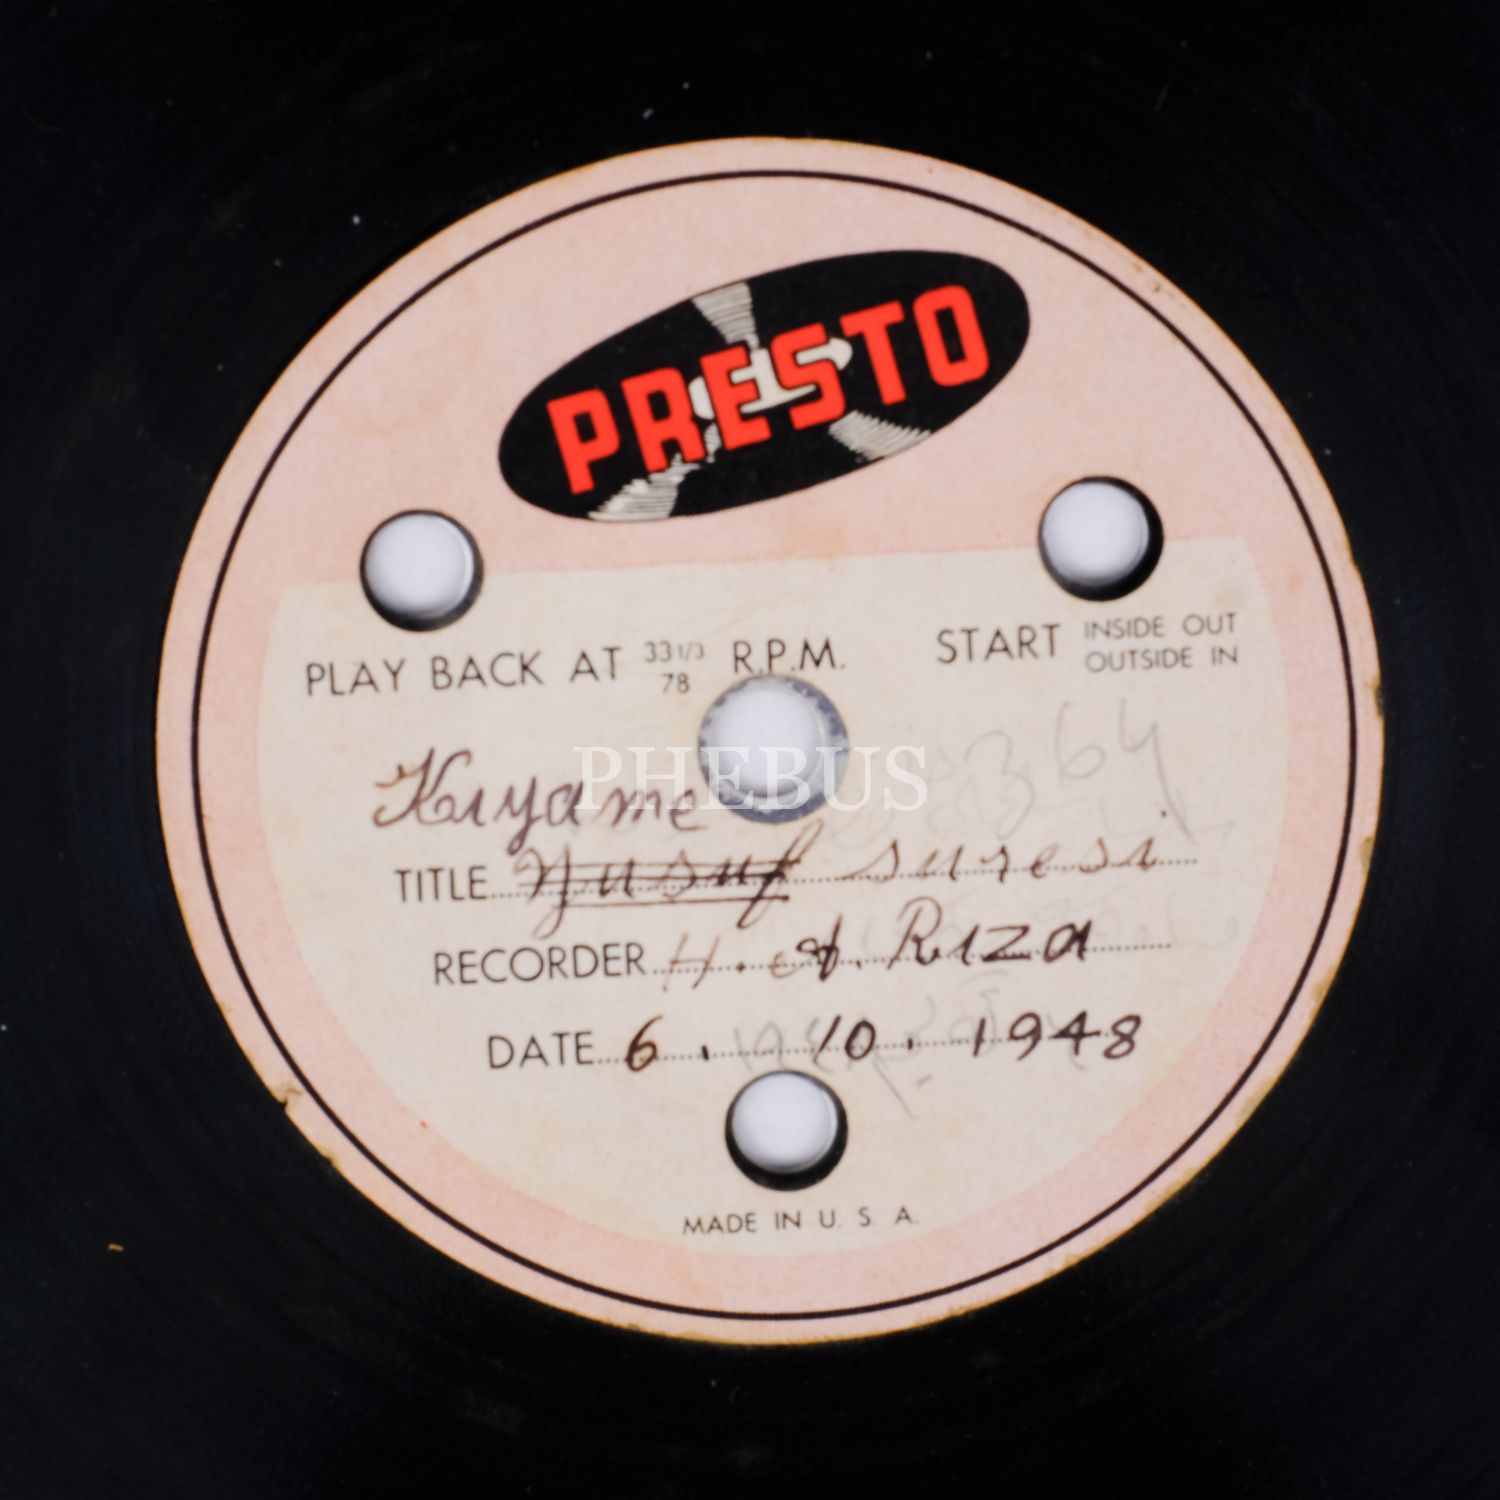 PRESTO
PLAY BACK AT 33 1/3 78 R.P.M.
START INSIDE OUT OUTSIDE IN
PHEBUS
364
Kıyame
TITLE Yusuf suresi
RECORDER H. A. Rıza
DATE 6. 10. 1948
MADE IN U. S. A.